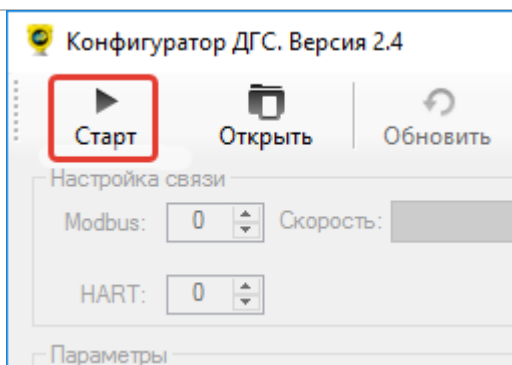 Конфигуратор ДГС. Версия 2.4
Старт Открыть Обновить
Настройка связи
Modbus: 0 Скорость:
HART: 0
Параметры